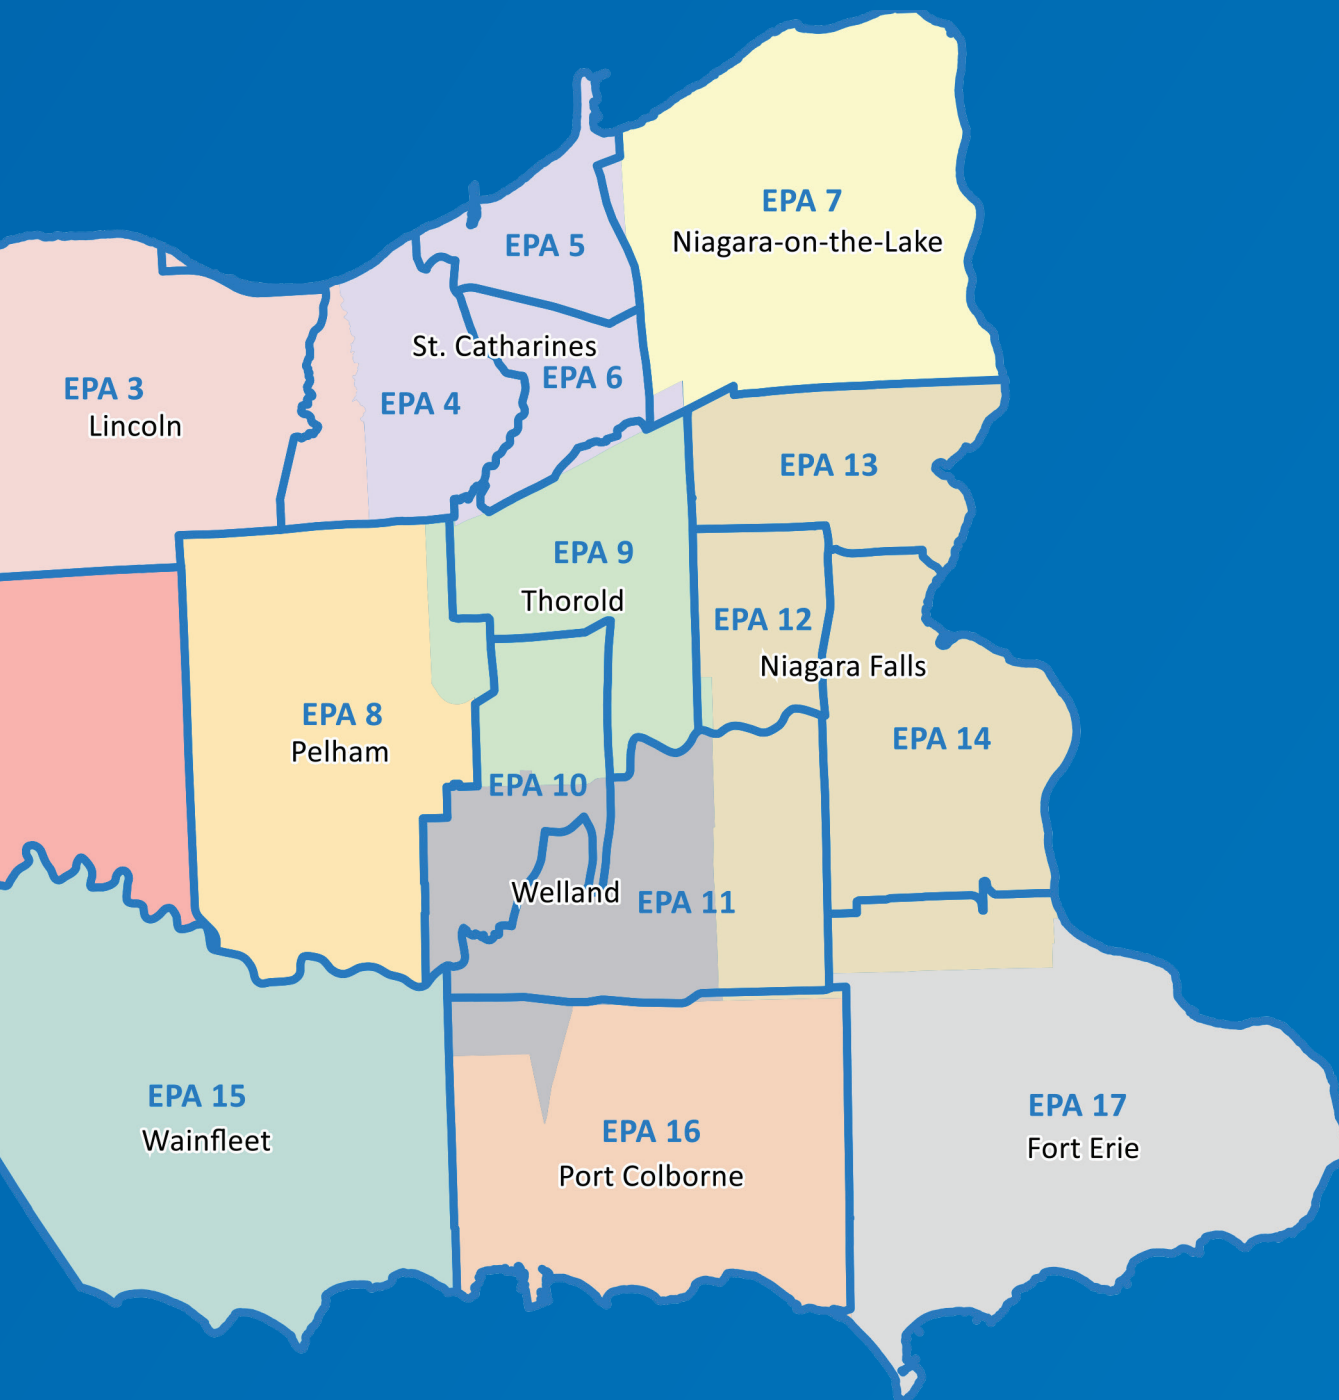 EPA 7
Niagara-on-the-Lake
EPA 5
St. Catharines
EPA 6
EPA 4
EPA 3
Lincoln
EPA 13
EPA 9
Thorold
EPA 12
Niagara Falls
EPA 8
Pelham
EPA 14
EPA 10
Welland
EPA 11
EPA 15
Wainfleet
EPA 16
Port Colborne
EPA 17
Fort Erie